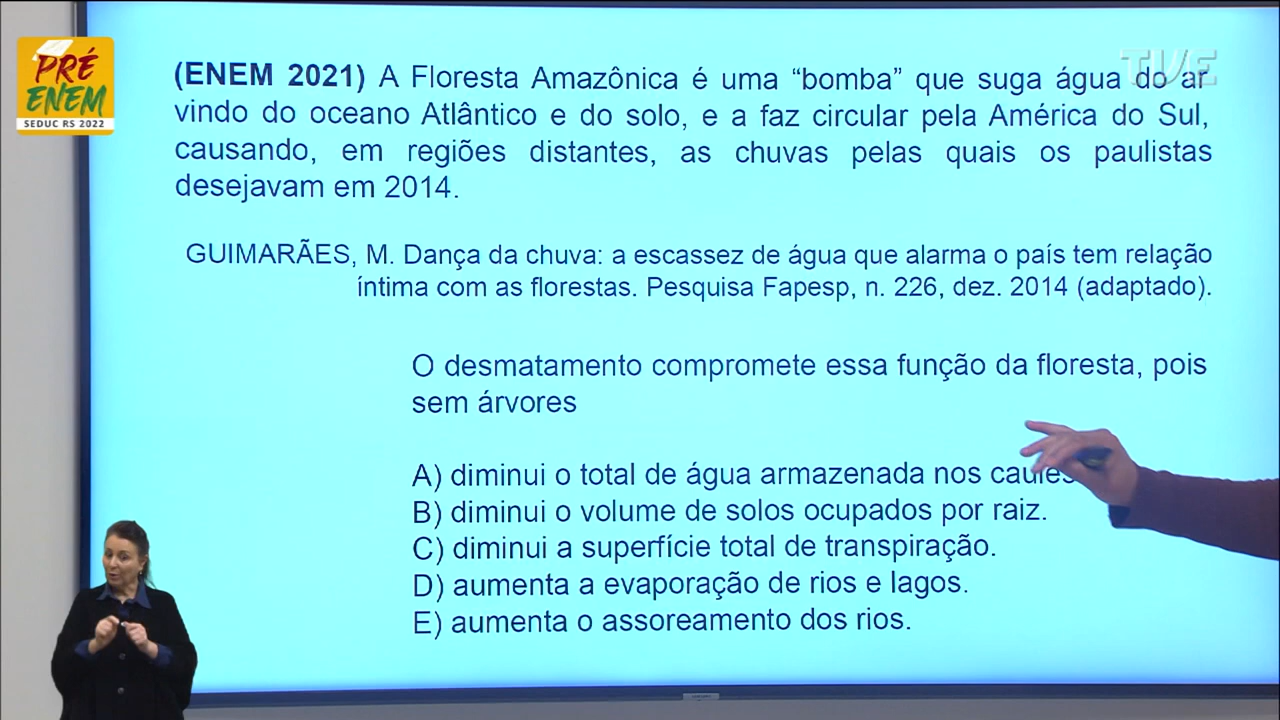 PRÉ
ENEM
SEDUC RS 2022
TVE
(ENEM 2021) A Floresta Amazônica é uma “bomba” que suga água do ar
vindo do oceano Atlântico e do solo, e a faz circular pela América do Sul,
causando, em regiões distantes, as chuvas pelas quais os paulistas
desejavam em 2014.
GUIMARÃES, M. Dança da chuva: a escassez de água que alarma o país tem relação
íntima com as florestas. Pesquisa Fapesp, n. 226, dez. 2014 (adaptado).
O desmatamento compromete essa função da floresta, pois
sem árvores
A) diminui o total de água armazenada nos caules
B) diminui o volume de solos ocupados por raiz.
C) diminui a superfície total de transpiração.
D) aumenta a evaporação de rios e lagos.
E) aumenta o assoreamento dos rios.